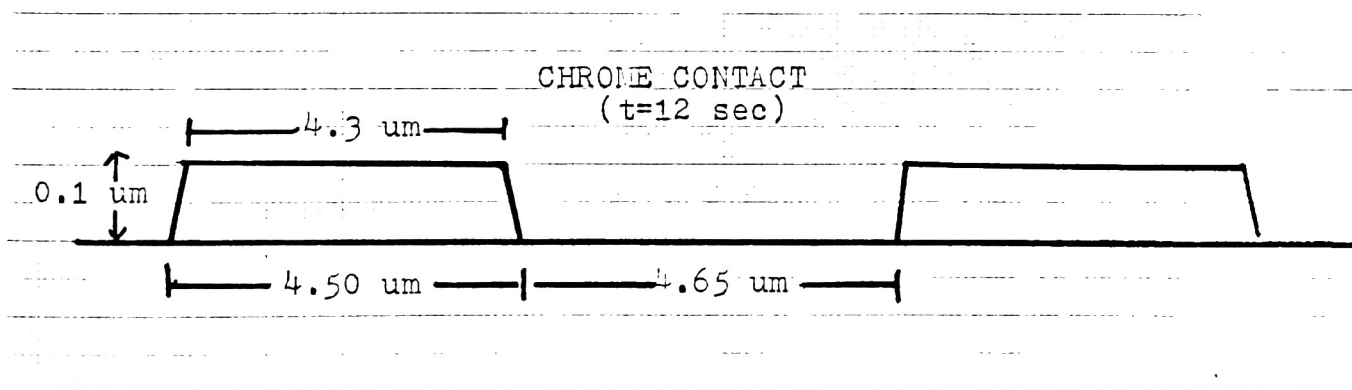 CHROME CONTACT
(t=12 sec)
4.3 um
0.1 um
4.50 um
4.65 um